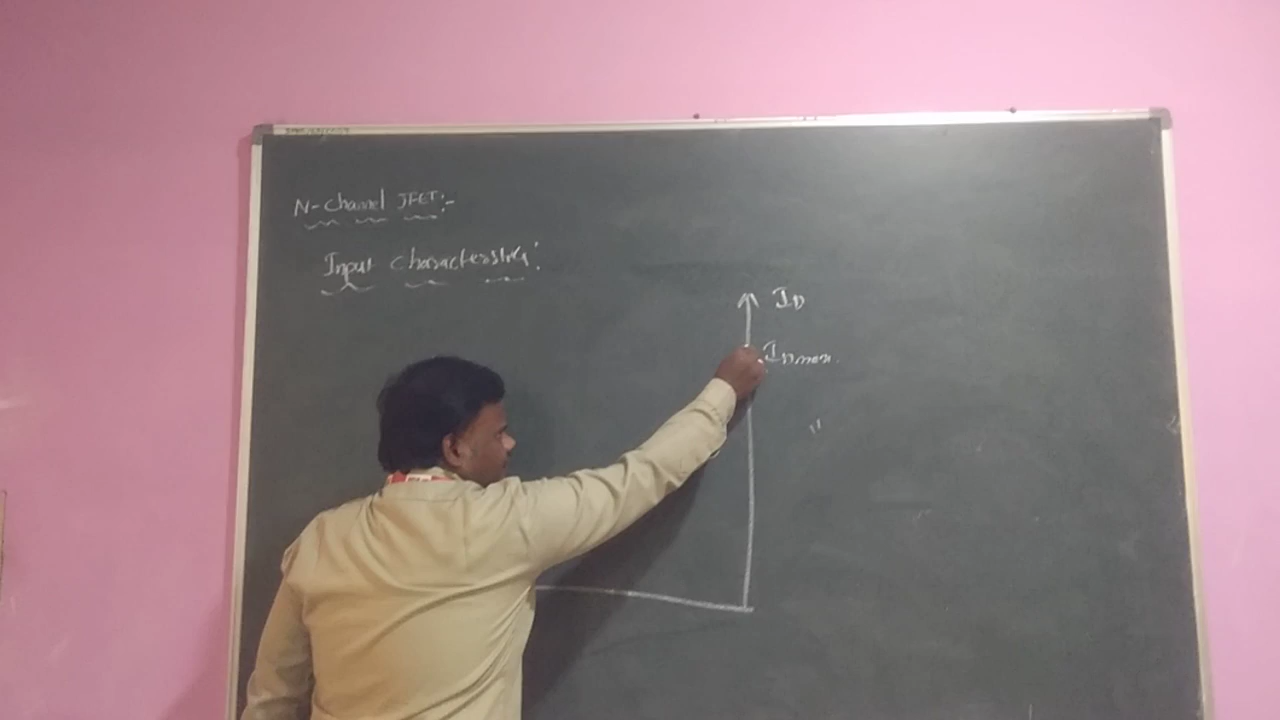 N-Channel JFET:-
Input characteristics:
I_D
I_Dmax.